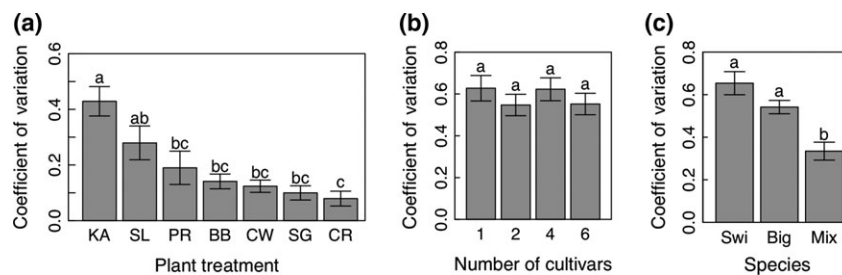 (a)
Coefficient of variation
0.6
0.4
0.2
0.0
a
ab
bc
bc
bc
bc
c
KA SL PR BB CW SG CR
Plant treatment
(b)
Coefficient of variation
0.8
0.6
0.4
0.2
0.0
a
a
a
a
1 2 4 6
Number of cultivars
(c)
Coefficient of variation
0.8
0.6
0.4
0.2
0.0
a
a
b
Swi Big Mix
Species